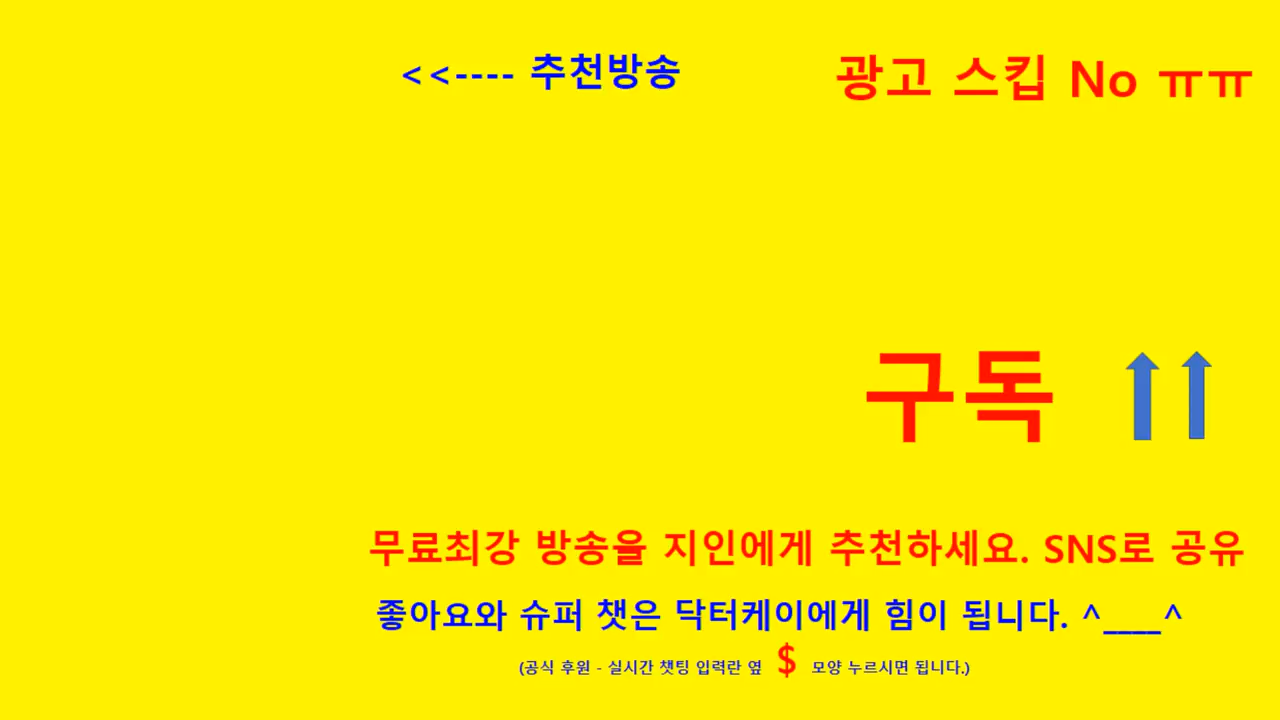 <<---- 추천방송
광고 스킵 No ㅠㅠ
구독
무료최강 방송을 지인에게 추천하세요. SNS로 공유
좋아요와 슈퍼 챗은 닥터케이에게 힘이 됩니다. ^____^
(공식 후원 - 실시간 챗팅 입력란 옆 $ 모양 누르시면 됩니다.)